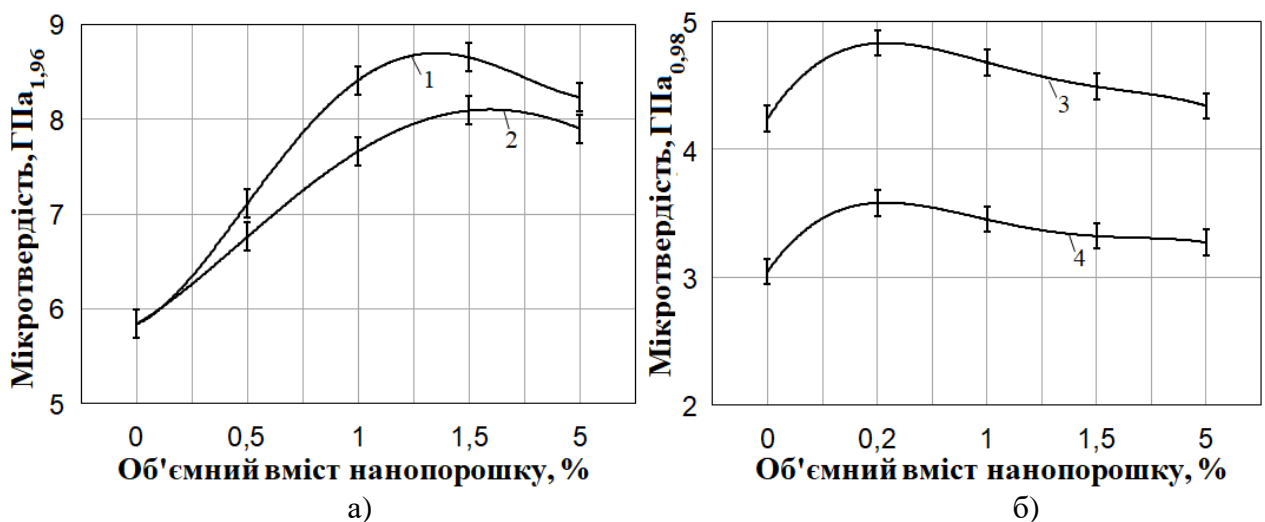 Мікротвердість,ГПа1,96
9
8
7
6
5
1
2
0 0,5 1 1,5 5
Об'ємний вміст нанопорошку, %
а)
Мікротвердість, ГПа0,98
5
4
3
2
3
4
0 0,2 1 1,5 5
Об'ємний вміст нанопорошку, %
б)